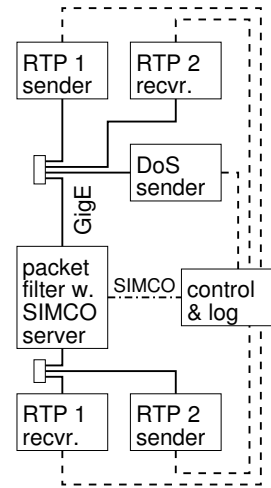 RTP 1
sender
RTP 2
recvr.
DoS
sender
GigE
packet
filter w.
SIMCO
server
SIMCO
control
& log
RTP 1
recvr.
RTP 2
sender